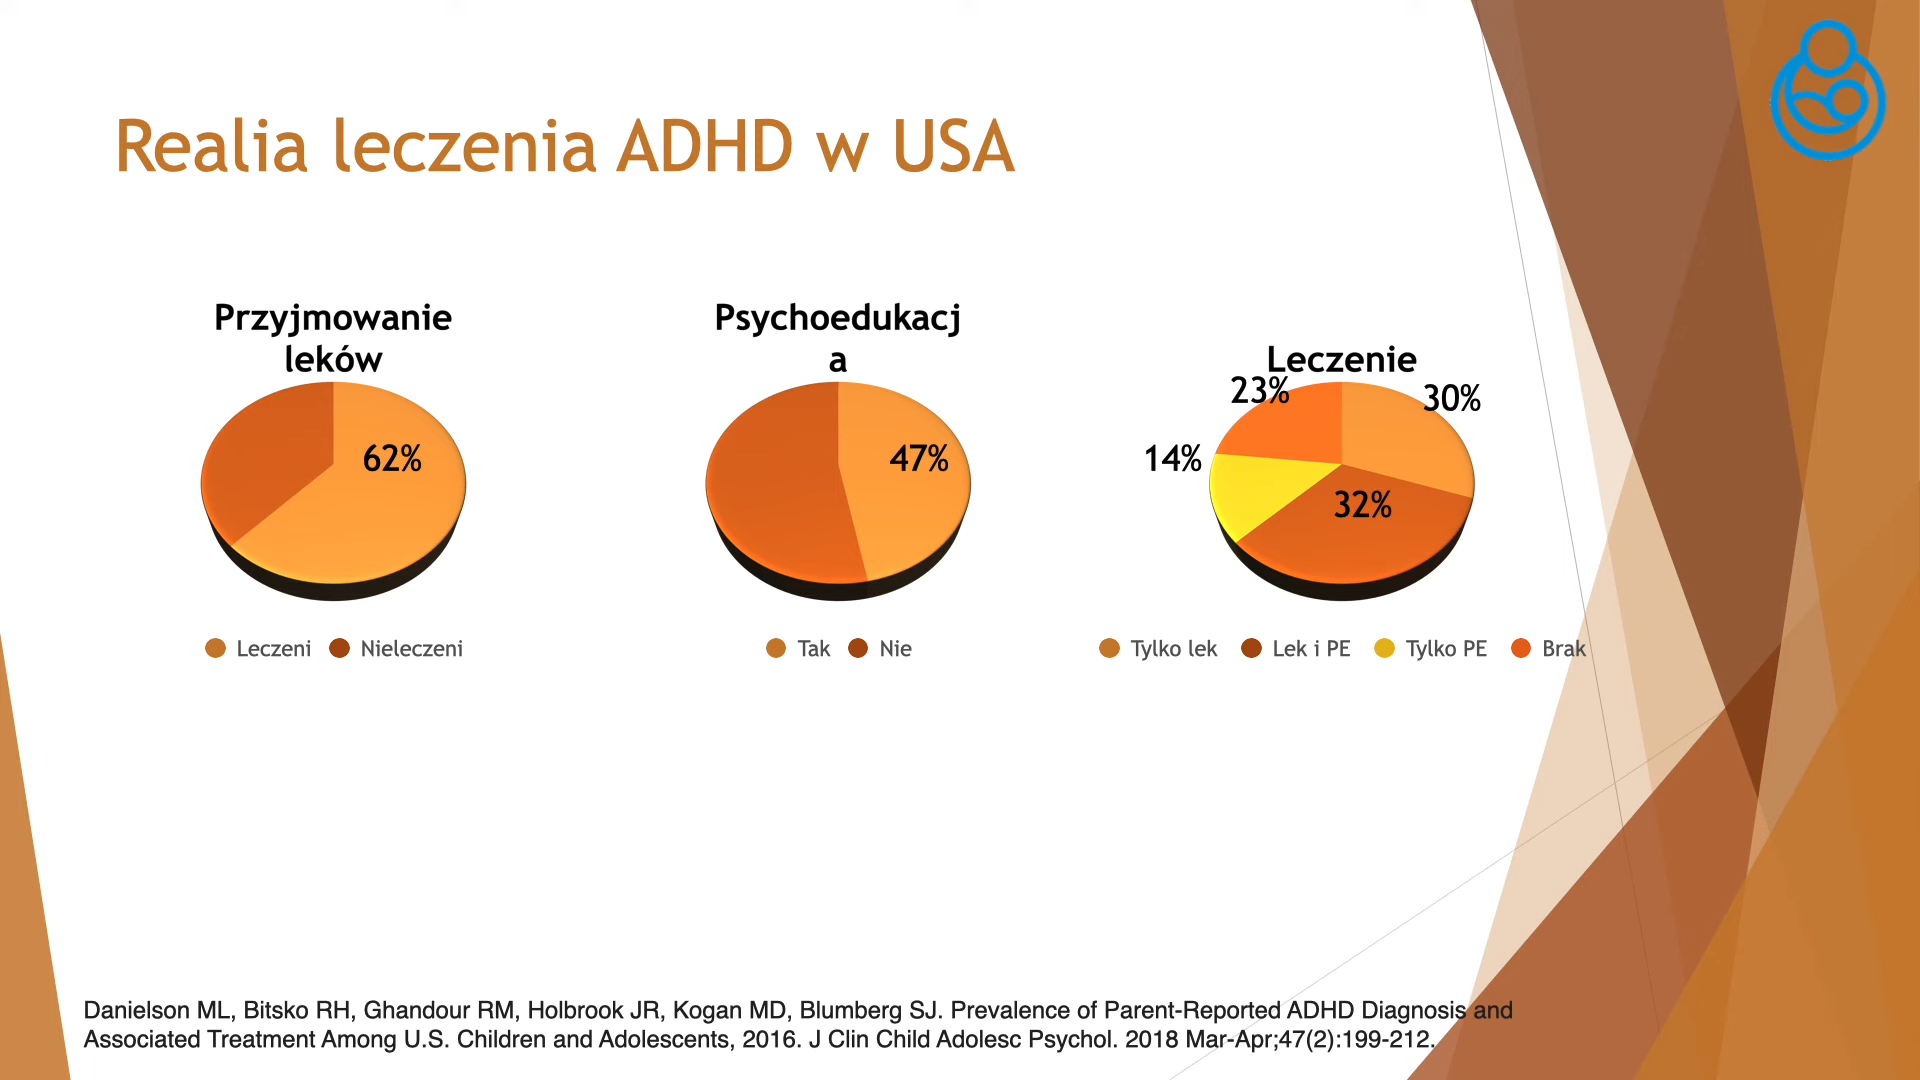 Realia leczenia ADHD w USA
Przyjmowanie
leków
62%
Leczeni
Nieleczeni
Psychoedukacj
a
47%
Tak
Nie
Leczenie
23%
30%
14%
32%
Tylko lek
Lek i PE
Tylko PE
Brak
Danielson ML, Bitsko RH, Ghandour RM, Holbrook JR, Kogan MD, Blumberg SJ. Prevalence of Parent-Reported ADHD Diagnosis and
Associated Treatment Among U.S. Children and Adolescents, 2016. J Clin Child Adolesc Psychol. 2018 Mar-Apr;47(2):199-212.